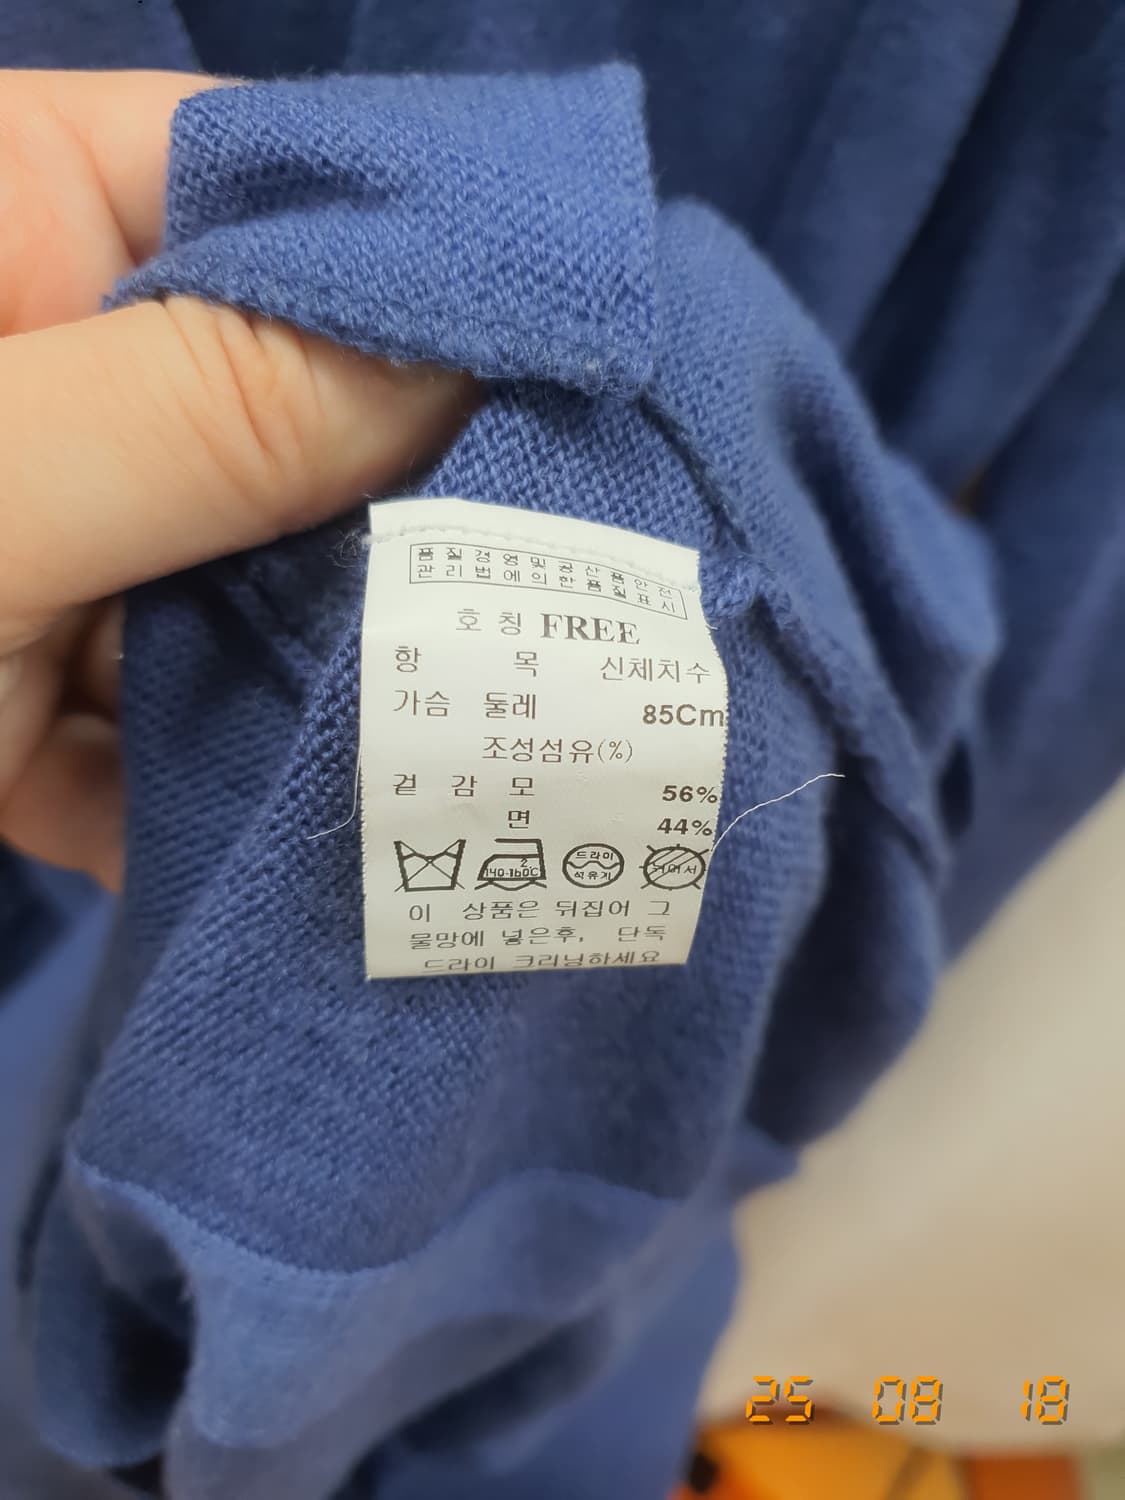 품질경영및공산품안전
관리법에의한품질표시
호칭 FREE
항 목 신체치수
가슴 둘레 85Cm
조성섬유(%)
겉 감 모 56%
면 44%
2
140-160℃
드라이
석유계
이 상품은 뒤집어 그
물망에 넣은후, 단독
드라이 크리닝하세요
25 08 18